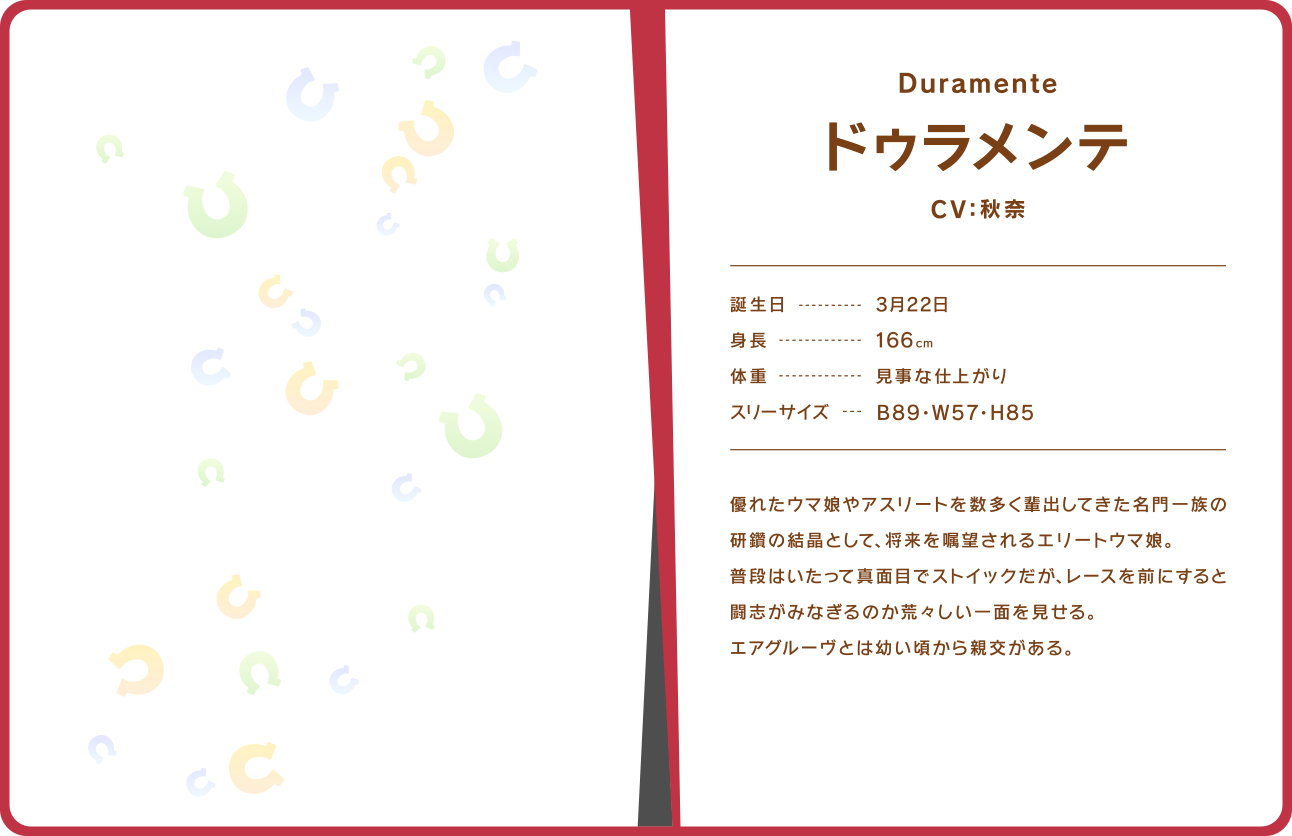 Duramente
ドゥラメンテ
CV:秋奈
誕生日 ---------- 3月22日
身長 ------------- 166cm
体重 ------------- 見事な仕上がり
スリーサイズ --- B89・W57・H85
優れたウマ娘やアスリートを数多く輩出してきた名門一族の
研鑽の結晶として、将来を嘱望されるエリートウマ娘。
普段はいたって真面目でストイックだが、レースを前にすると
闘志がみなぎるのか荒々しい一面を見せる。
エアグルーヴとは幼い頃から親交がある。